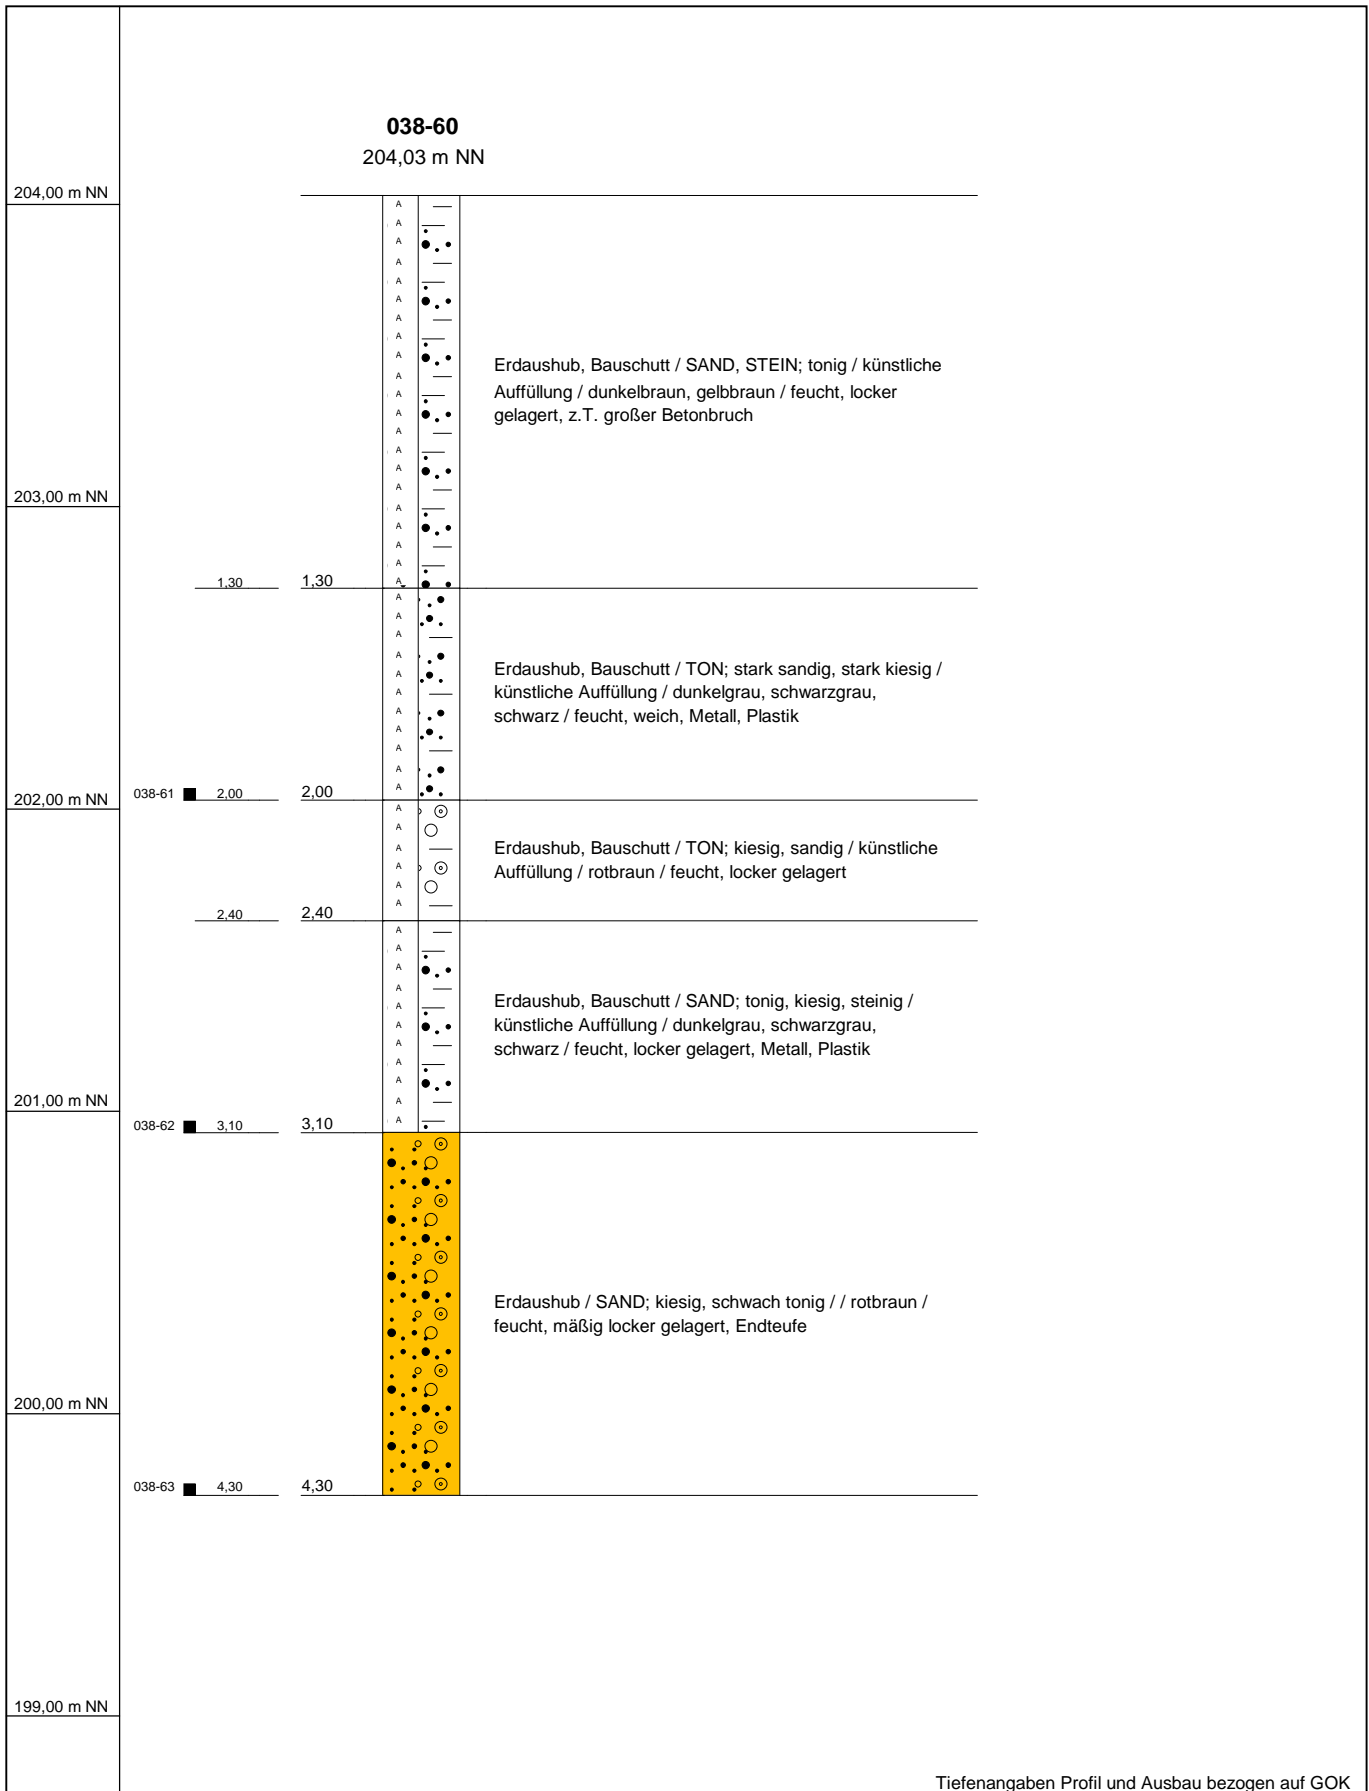 038-60
204,03 m NN
204,00 m NN
A
A
A
A
A
A
A
A
A
Erdaushub, Bauschutt / SAND, STEIN; tonig / künstliche
Auffüllung / dunkelbraun, gelbbraun / feucht, locker
gelagert, z.T. großer Betonbruch
A
A
A
A
A
A
A
203,00 m NN
A
A
A
A
A
1,30 1,30
A
A
A
A
Erdaushub, Bauschutt / TON; stark sandig, stark kiesig /
künstliche Auffüllung / dunkelgrau, schwarzgrau,
schwarz / feucht, weich, Metall, Plastik
A
A
A
A
A
A
A
202,00 m NN
038-61 2,00 2,00
A
A
A
Erdaushub, Bauschutt / TON; kiesig, sandig / künstliche
Auffüllung / rotbraun / feucht, locker gelagert
A
A
A
2,40 2,40
A
A
A
A
Erdaushub, Bauschutt / SAND; tonig, kiesig, steinig /
künstliche Auffüllung / dunkelgrau, schwarzgrau,
schwarz / feucht, locker gelagert, Metall, Plastik
A
A
A
A
A
A
A
201,00 m NN
038-62 3,10 3,10
Erdaushub / SAND; kiesig, schwach tonig / / rotbraun /
feucht, mäßig locker gelagert, Endteufe
200,00 m NN
038-63 4,30 4,30
199,00 m NN
Tiefenangaben Profil und Ausbau bezogen auf GOK